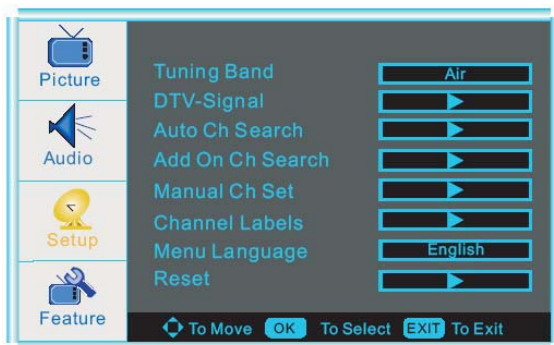 Picture
Audio
Setup
Feature
Tuning Band Air
DTV-Signal
Auto Ch Search
Add On Ch Search
Manual Ch Set
Channel Labels
Menu Language English
Reset
To Move OK To Select EXIT To Exit